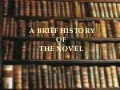 A BRIEF HISTORY
OF
THE NOVEL